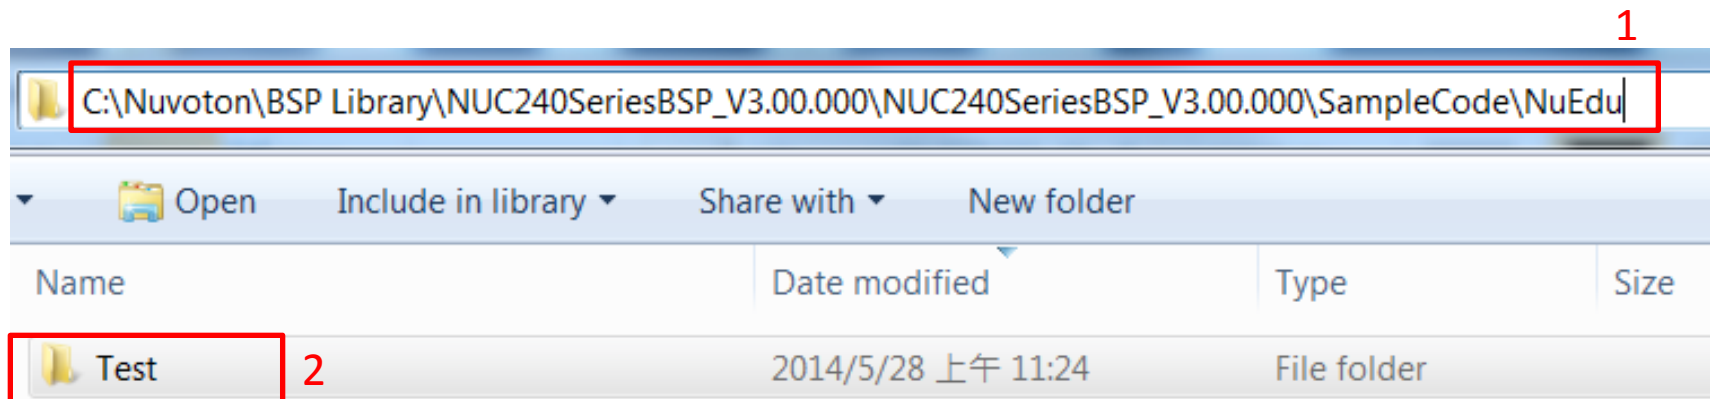 1
C:\Nuvoton\BSP Library\NUC240SeriesBSP_V3.00.000\NUC240SeriesBSP_V3.00.000\SampleCode\NuEdu
Open Include in library Share with New folder
Name Date modified Type Size
Test 2 2014/5/28 上午 11:24 File folder